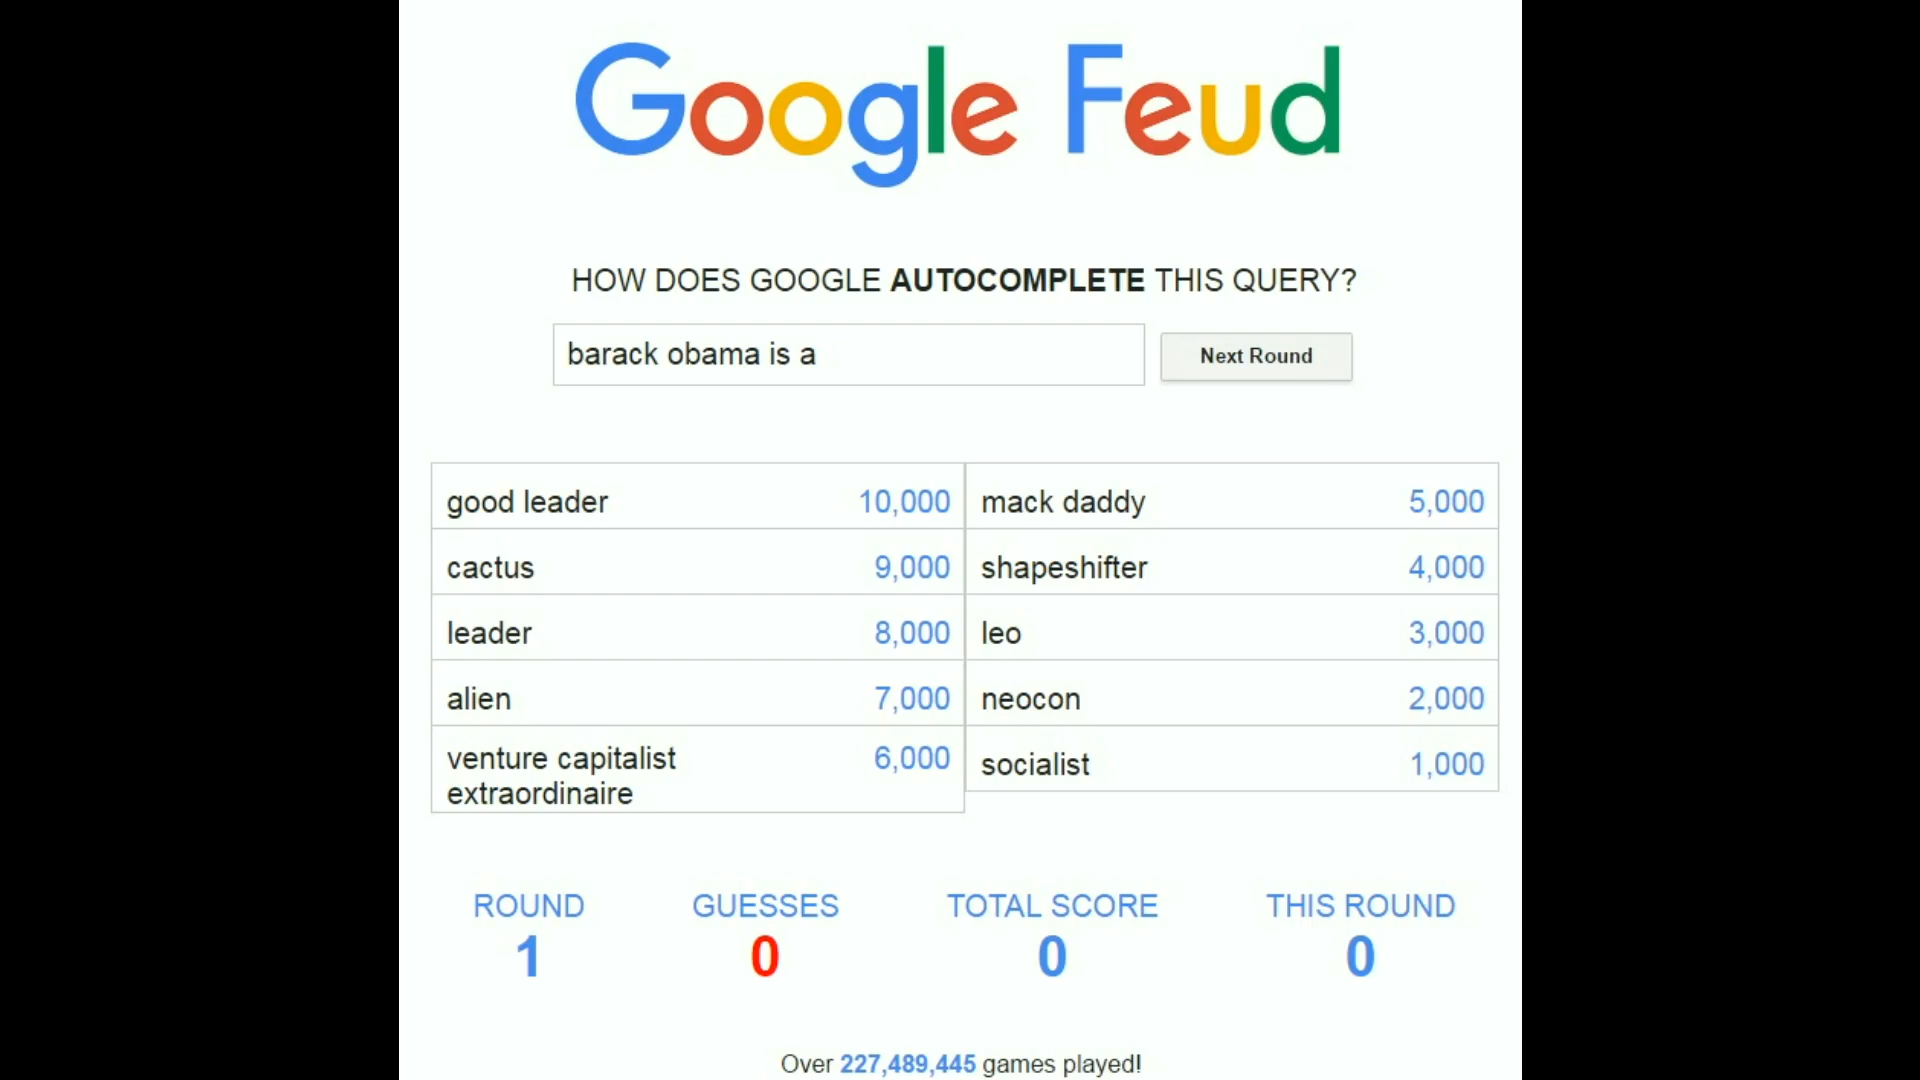 Google Feud
HOW DOES GOOGLE AUTOCOMPLETE THIS QUERY?
barack obama is a
Next Round
good leader 10,000
cactus 9,000
leader 8,000
alien 7,000
venture capitalist 6,000
extraordinaire
mack daddy 5,000
shapeshifter 4,000
leo 3,000
neocon 2,000
socialist 1,000
ROUND GUESSES TOTAL SCORE THIS ROUND
1 0 0 0
Over 227,489,445 games played!